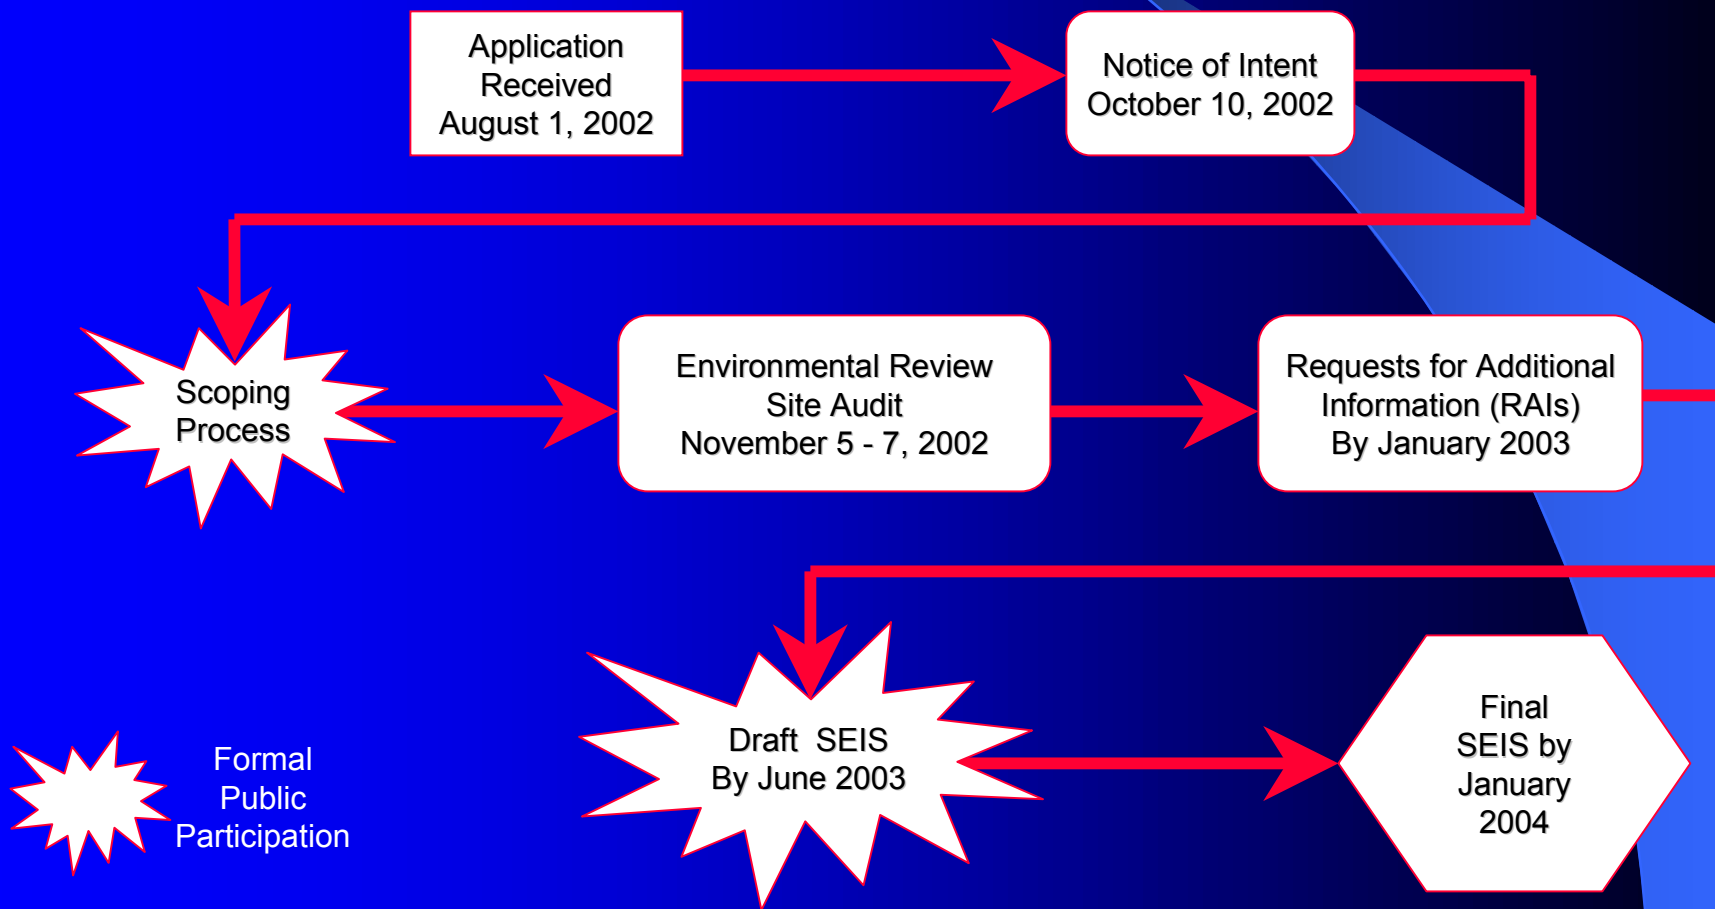 Application
Received
August 1, 2002
Notice of Intent
October 10, 2002
Scoping
Process
Environmental Review
Site Audit
November 5 - 7, 2002
Requests for Additional
Information (RAIs)
By January 2003
Draft  SEIS
By June 2003
Final
SEIS by
January
2004
Formal
Public
Participation